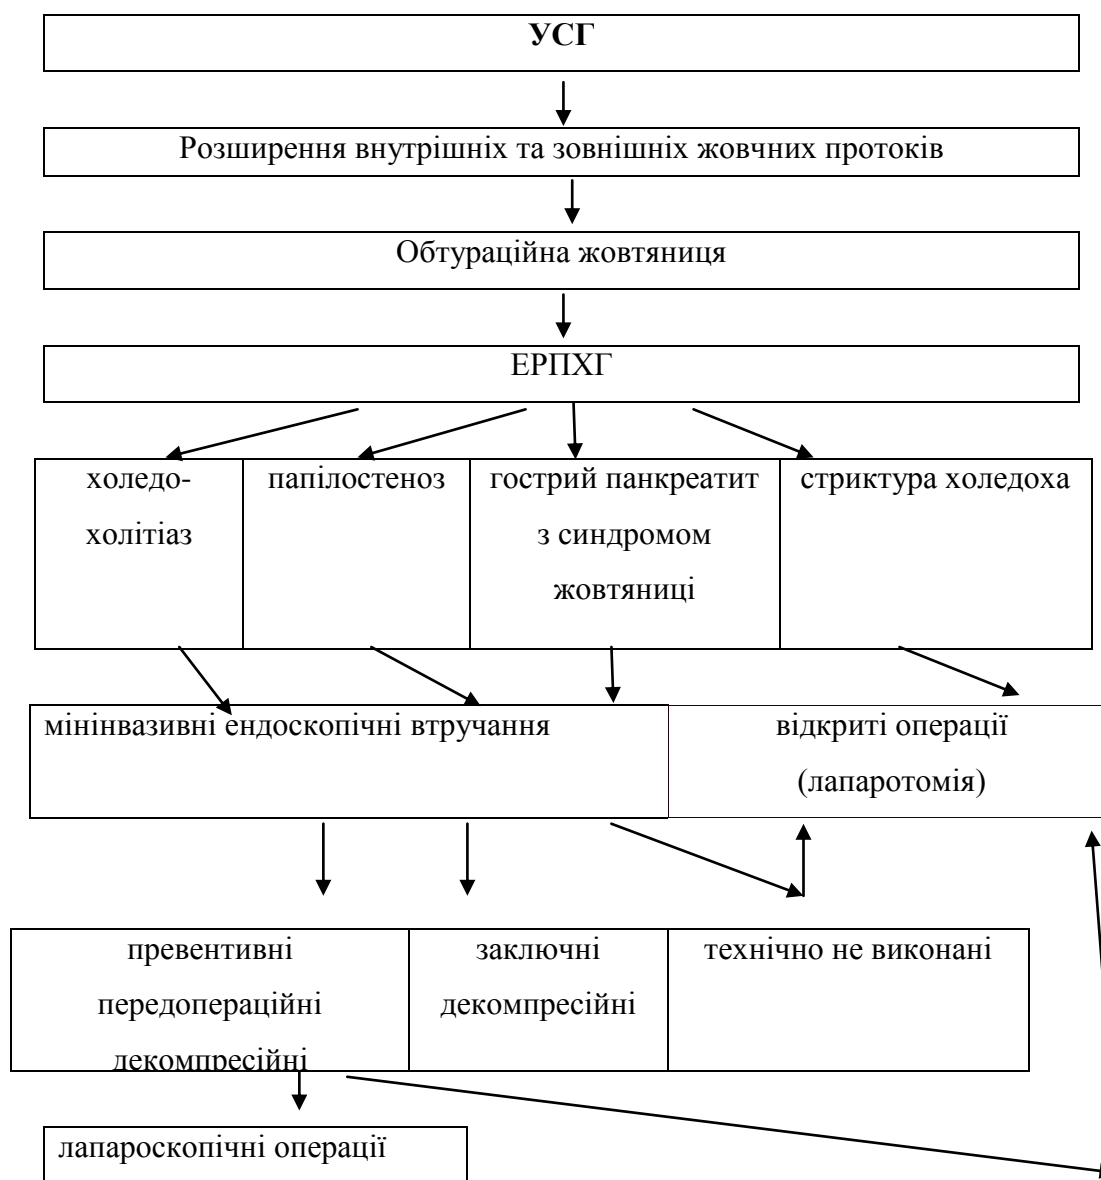 УСГ
Розширення внутрішніх та зовнішніх жовчних протоків
Обтураційна жовтяниця
ЕРПХГ
холедо-
холітіаз
папілостеноз
гострий панкреатит
з синдромом
жовтяниці
стриктура холедоха
мінінвазивні ендоскопічні втручання
відкриті операції
(лапаротомія)
превентивні
передопераційні
декомпресійні
заключні
декомпресійні
технічно не виконані
лапароскопічні операції